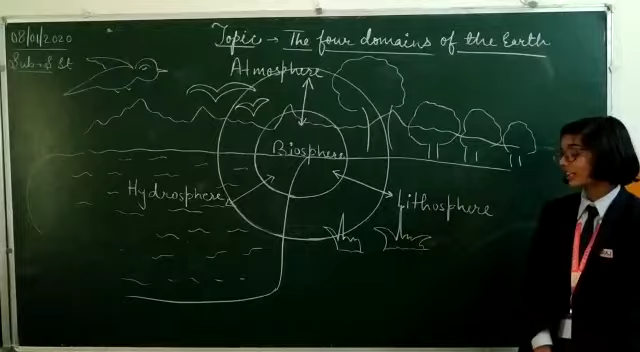 08/01/2020
Sub:- S St
Topic → The four domains of the Earth
Atmosphere
Biosphere
Hydrosphere
Lithosphere